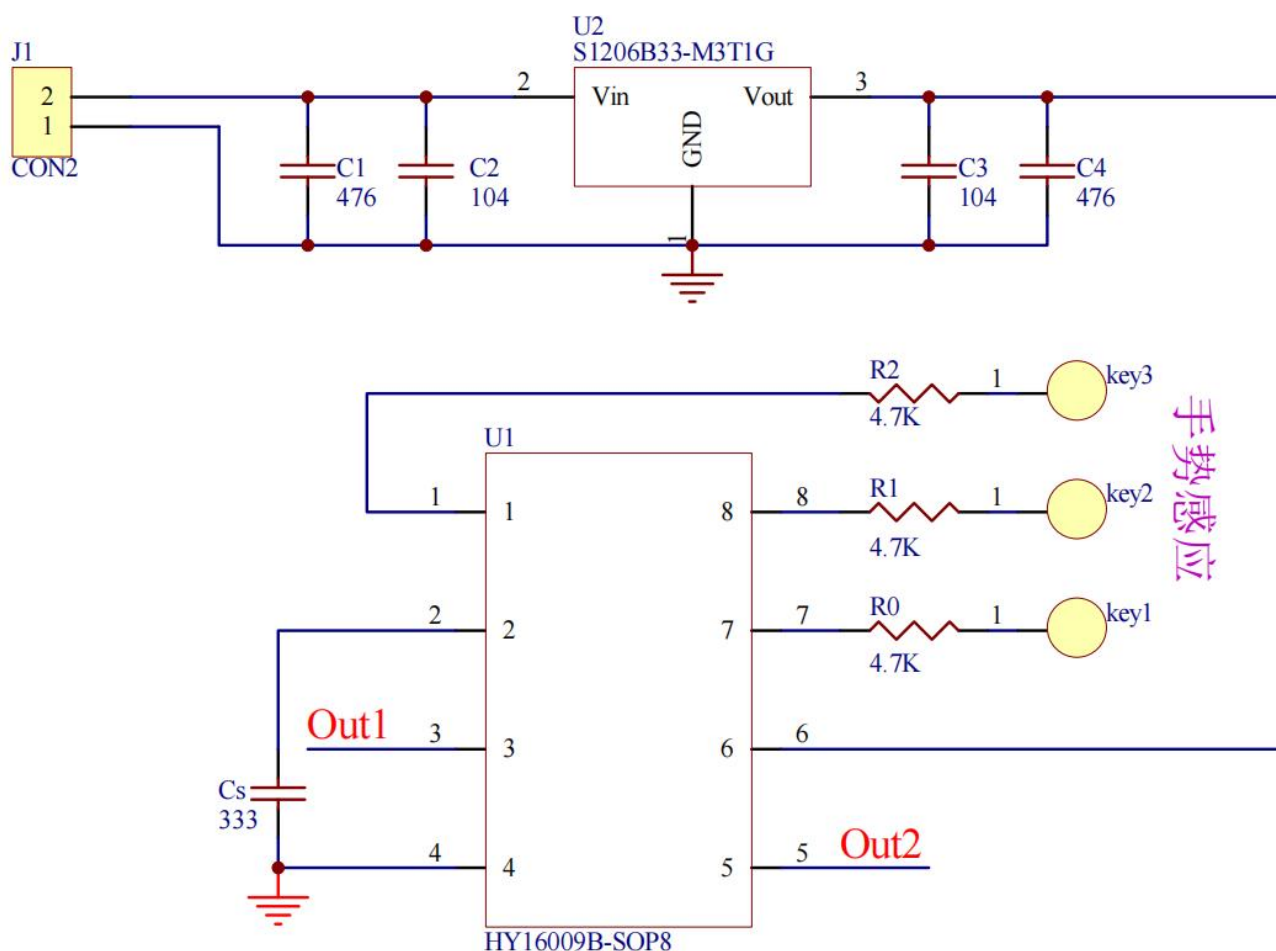 U2
J1
S1206B33-M3T1G
2
1
2
Vin
Vout
3
GND
CON2
C1
476
C2
104
C3
104
C4
476
1
R2
1
key3
4.7K
手势感应
U1
1
1
8
8
R1
1
key2
4.7K
2
2
7
7
R0
1
key1
4.7K
Out1
3
3
6
6
Cs
333
4
4
5
5
Out2
HY16009B-SOP8